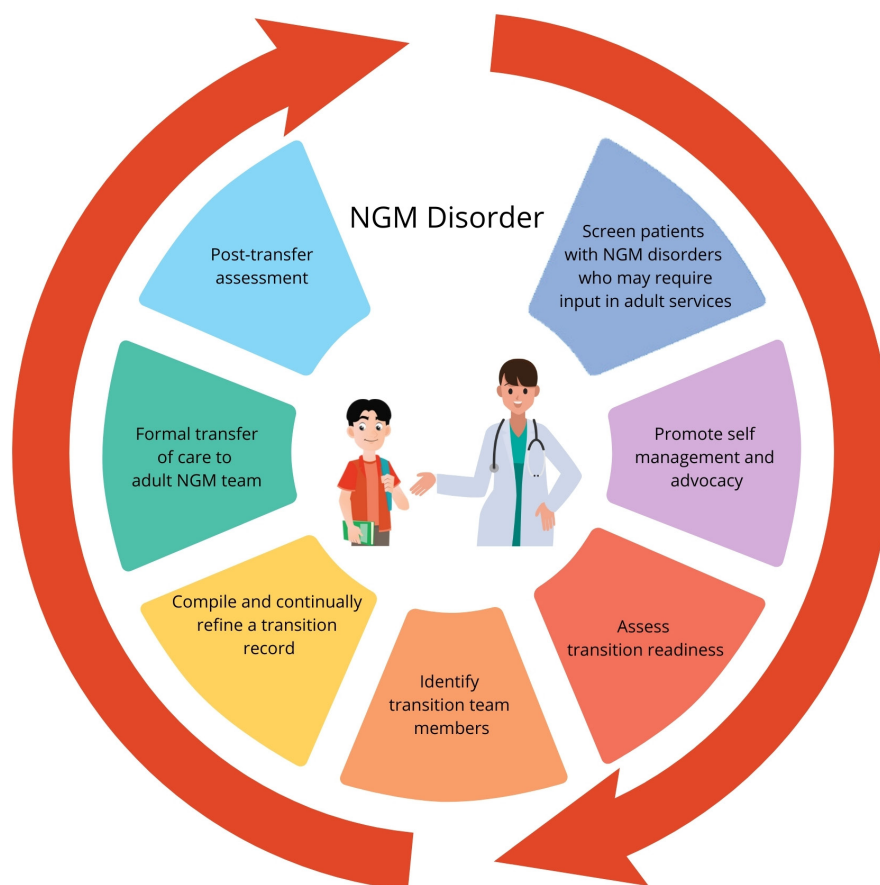 NGM Disorder
Screen patients
with NGM disorders
who may require
input in adult services
Promote self
management and
advocacy
Assess
transition readiness
Identify
transition team
members
Compile and continually
refine a transition
record
Formal transfer
of care to
adult NGM team
Post-transfer
assessment